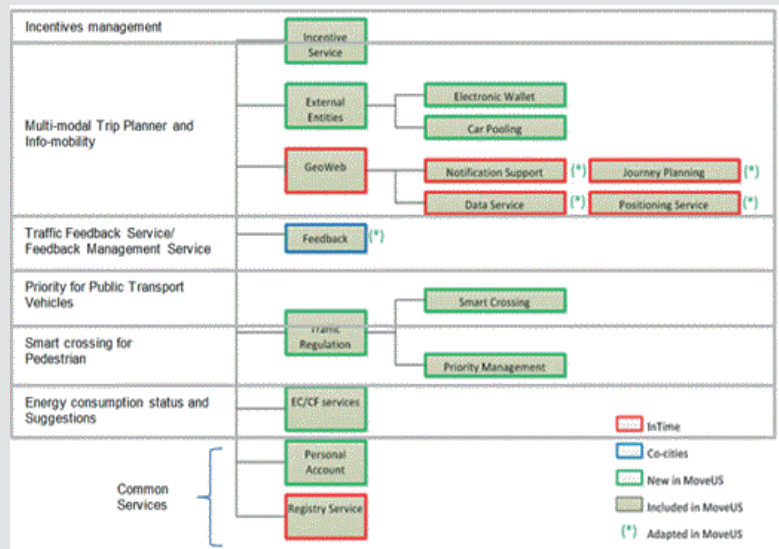 Incentives management
Incentive
Service
Multi-modal Trip Planner and
Info-mobility
External
Entities
Electronic Wallet
Car Pooling
GeoWeb
Notification Support (*) Journey Planning (*)
Data Service (*) Positioning Service (*)
Traffic Feedback Service/
Feedback Management Service
Feedback (*)
Priority for Public Transport
Vehicles
Smart Crossing
Traffic
Regulation
Smart crossing for
Pedestrian
Priority Management
Energy consumption status and
Suggestions
EC/CF services
Common
Services
Personal
Account
Registry Service
InTime
Co-cities
New in MoveUS
Included in MoveUS
(*) Adapted in MoveUS